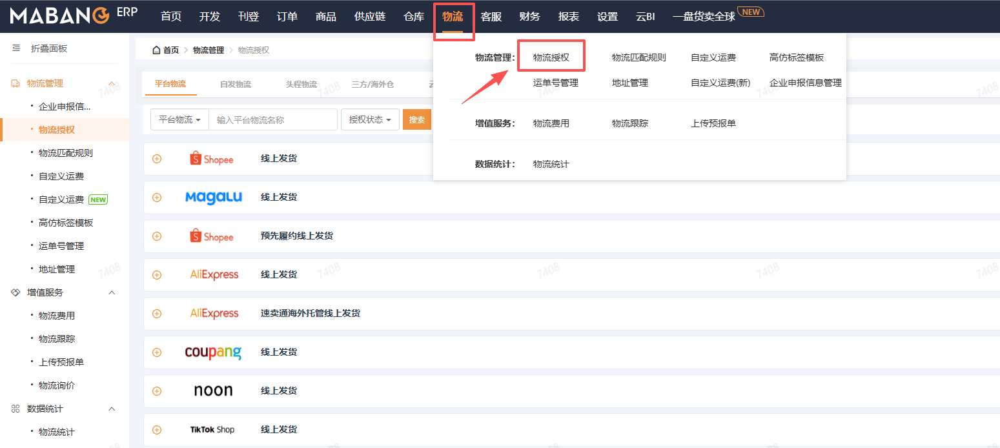 MABANG ERP
首页 开发 刊登 订单 商品 供应链 仓库 物流 客服 财务 报表 设置 云BI 一盘货卖全球 NEW
折叠面板
物流管理
企业申报信...
物流授权
物流匹配规则
自定义运费
自定义运费 NEW
高仿标签模板
运单号管理
地址管理
增值服务
物流费用
物流跟踪
上传预报单
物流询价
数据统计
物流统计
首页 > 物流管理 > 物流授权
平台物流 自发物流 头程物流 三方/海外仓
平台物流 输入平台物流名称 授权状态 搜索
物流管理: 物流授权 物流匹配规则 自定义运费 高仿标签模板
运单号管理 地址管理 自定义运费(新) 企业申报信息管理
增值服务: 物流费用 物流跟踪 上传预报单
数据统计: 物流统计
Shopee 线上发货
MAGALU 线上发货
Shopee 预先履约线上发货
AliExpress 线上发货
AliExpress 速卖通海外托管线上发货
coupang 线上发货
noon 线上发货
TikTok Shop 线上发货
7408